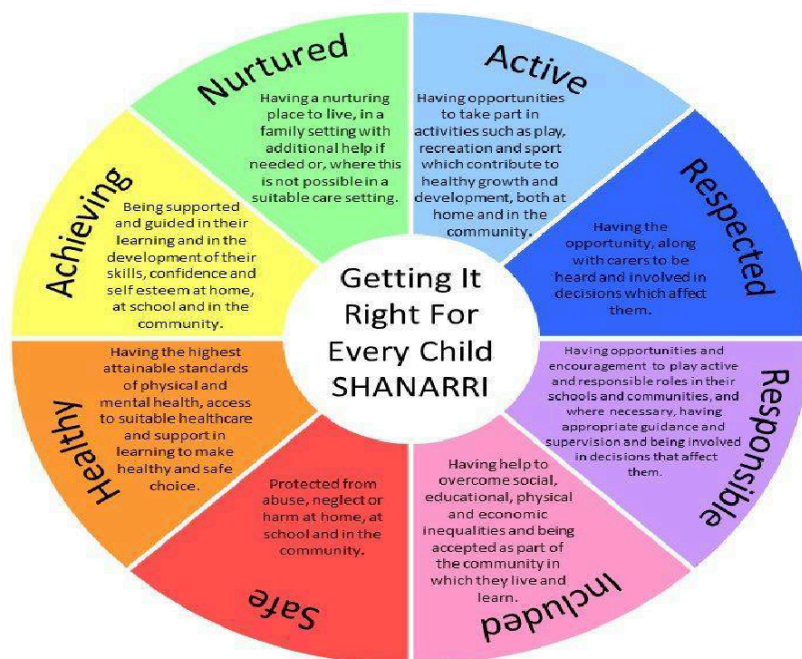 Getting It
Right For
Every Child
SHANARRI
Nurtured
Having a nurturing
place to live, in a
family setting with
additional help if
needed or, where this
is not possible in a
suitable care setting.
Active
Having opportunities
to take part in
activities such as play,
recreation and sport
which contribute to
healthy growth and
development, both at
home and in the
community.
Respected
Having the
opportunity, along
with carers to be
heard and involved in
decisions which affect
them.
Responsible
Having opportunities and
encouragement to play active
and responsible roles in their
schools and communities, and
where necessary, having
appropriate guidance and
supervision and being involved
in decisions that affect
them.
Included
Having help to
overcome social,
educational, physical
and economic
inequalities and being
accepted as part of
the community in
which they live and
learn.
Safe
Protected from
abuse, neglect or
harm at home, at
school and in the
community.
Healthy
Having the highest
attainable standards
of physical and
mental health, access
to suitable healthcare
and support in
learning to make
healthy and safe
choice.
Achieving
Being supported
and guided in their
learning and in the
development of their
skills, confidence and
self esteem at home,
at school and in the
community.